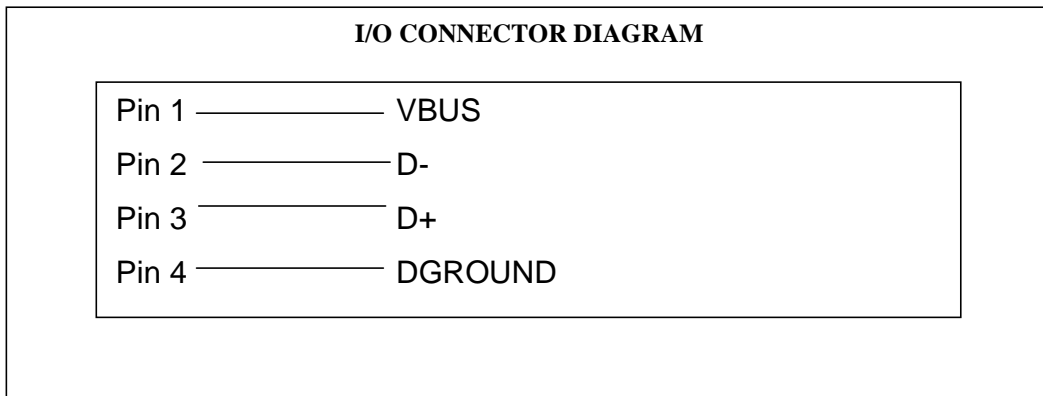 I/O CONNECTOR DIAGRAM
Pin 1 VBUS
Pin 2 D-
Pin 3 D+
Pin 4 DGROUND